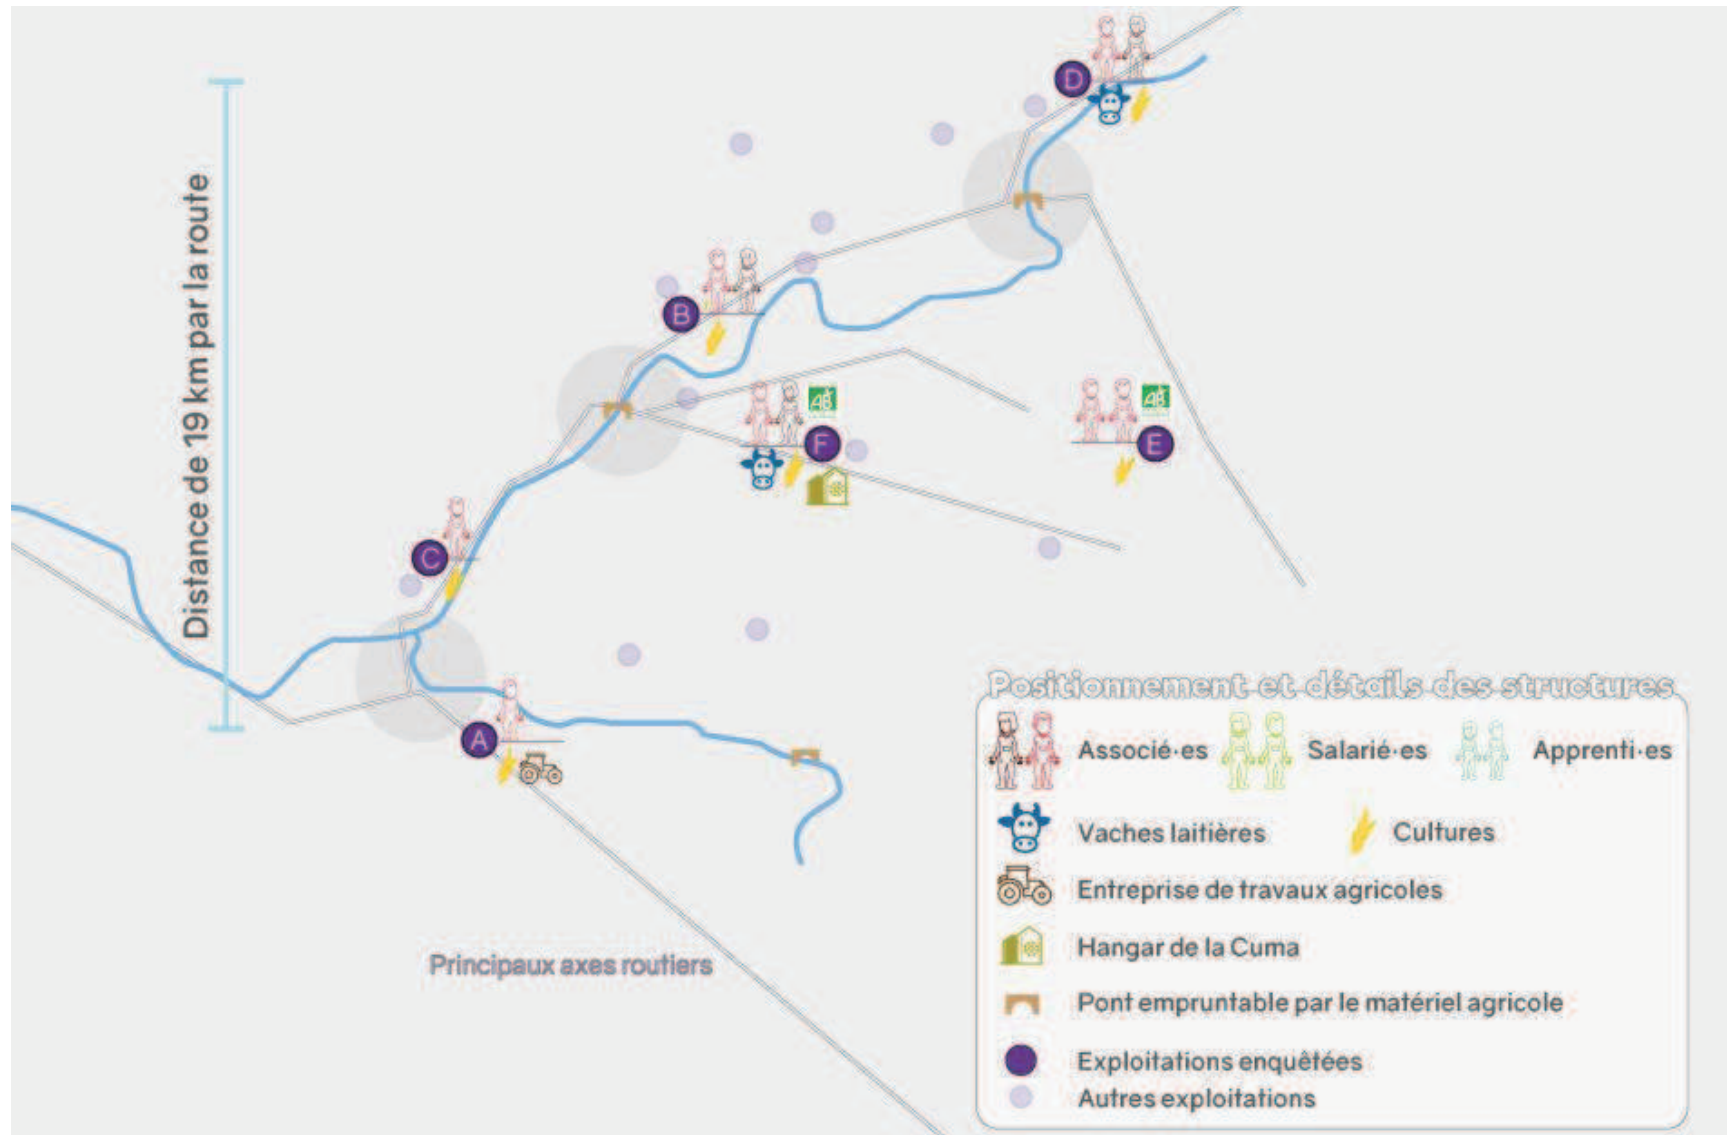 Distance de 19 km par la route
D
B
AB
AB
F
E
C
A
Principaux axes routiers
Positionnement et détails des structures
Associé·es
Salarié·es
Apprenti·es
Vaches laitières
Cultures
Entreprise de travaux agricoles
Hangar de la Cuma
Pont empruntable par le matériel agricole
Exploitations enquêtées
Autres exploitations